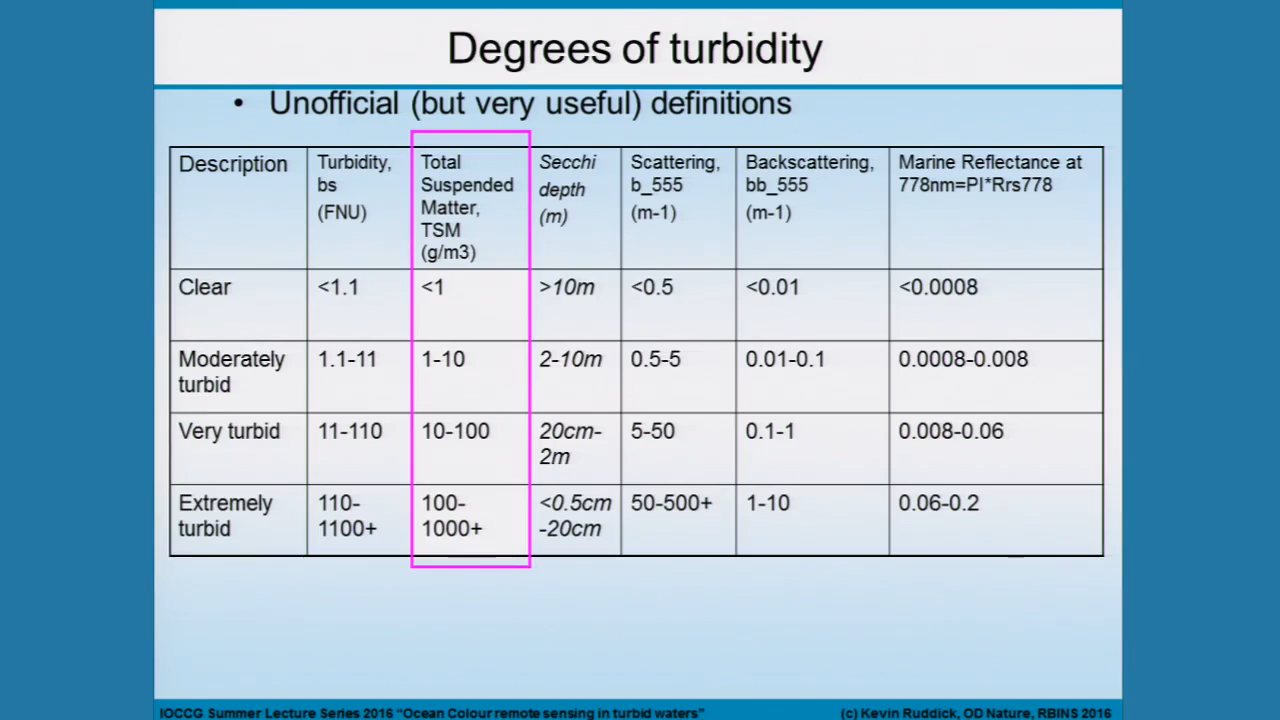 Degrees of turbidity
• Unofficial (but very useful) definitions
Description
Turbidity,
bs
(FNU)
Total
Suspended
Matter,
TSM
(g/m3)
Secchi
depth
(m)
Scattering,
b_555
(m-1)
Backscattering,
bb_555
(m-1)
Marine Reflectance at
778nm=PI*Rrs778
Clear
<1.1
<1
>10m
<0.5
<0.01
<0.0008
Moderately
turbid
1.1-11
1-10
2-10m
0.5-5
0.01-0.1
0.0008-0.008
Very turbid
11-110
10-100
20cm-
2m
5-50
0.1-1
0.008-0.06
Extremely
turbid
110-
1100+
100-
1000+
<0.5cm
-20cm
50-500+
1-10
0.06-0.2
IOCCG Summer Lecture Series 2016 “Ocean Colour remote sensing in turbid waters”
(c) Kevin Ruddick, OD Nature, RBINS 2016